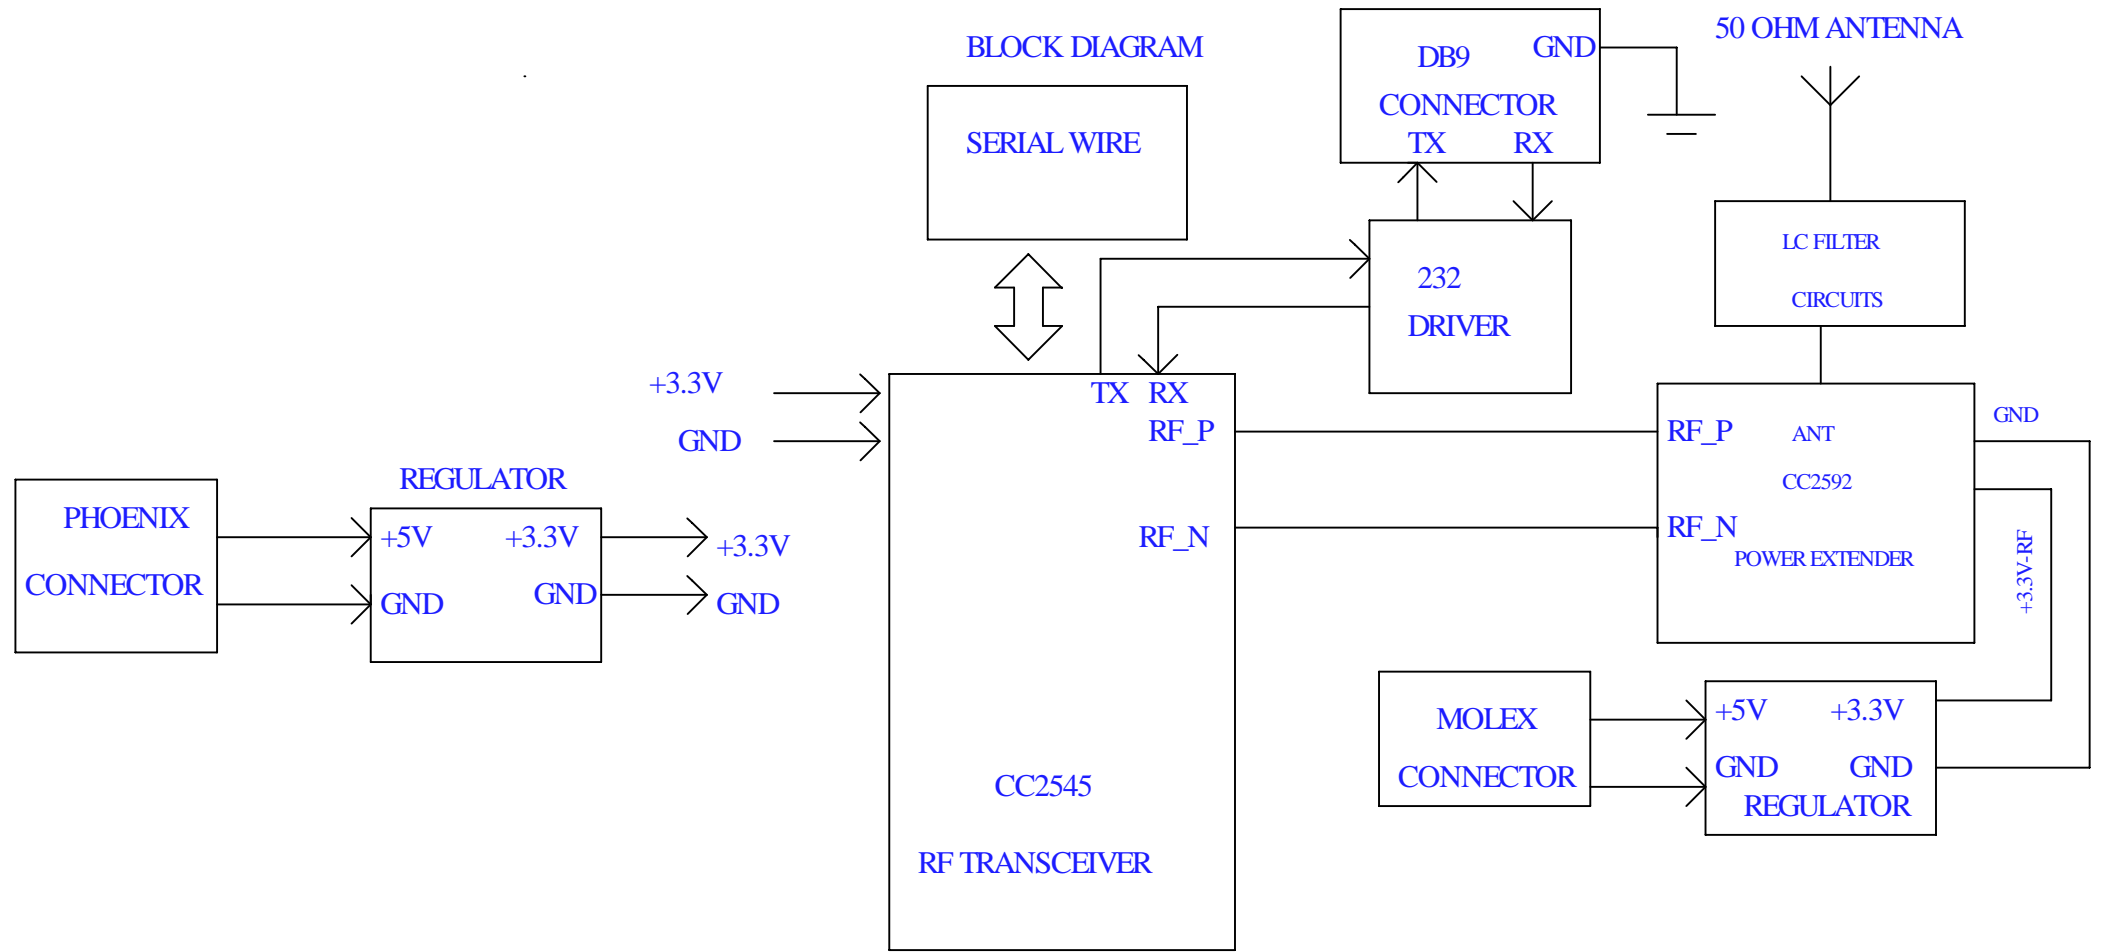 BLOCK DIAGRAM
SERIAL WIRE
DB9
GND
CONNECTOR
TX
RX
50 OHM ANTENNA
LC FILTER
CIRCUITS
232
DRIVER
+3.3V
GND
TX
RX
RF_P
RF_N
CC2545
RF TRANSCEIVER
RF_P
ANT
CC2592
RF_N
POWER EXTENDER
GND
+3.3V-RF
PHOENIX
CONNECTOR
REGULATOR
+5V
+3.3V
GND
GND
+3.3V
GND
MOLEX
CONNECTOR
+5V
+3.3V
GND
GND
REGULATOR